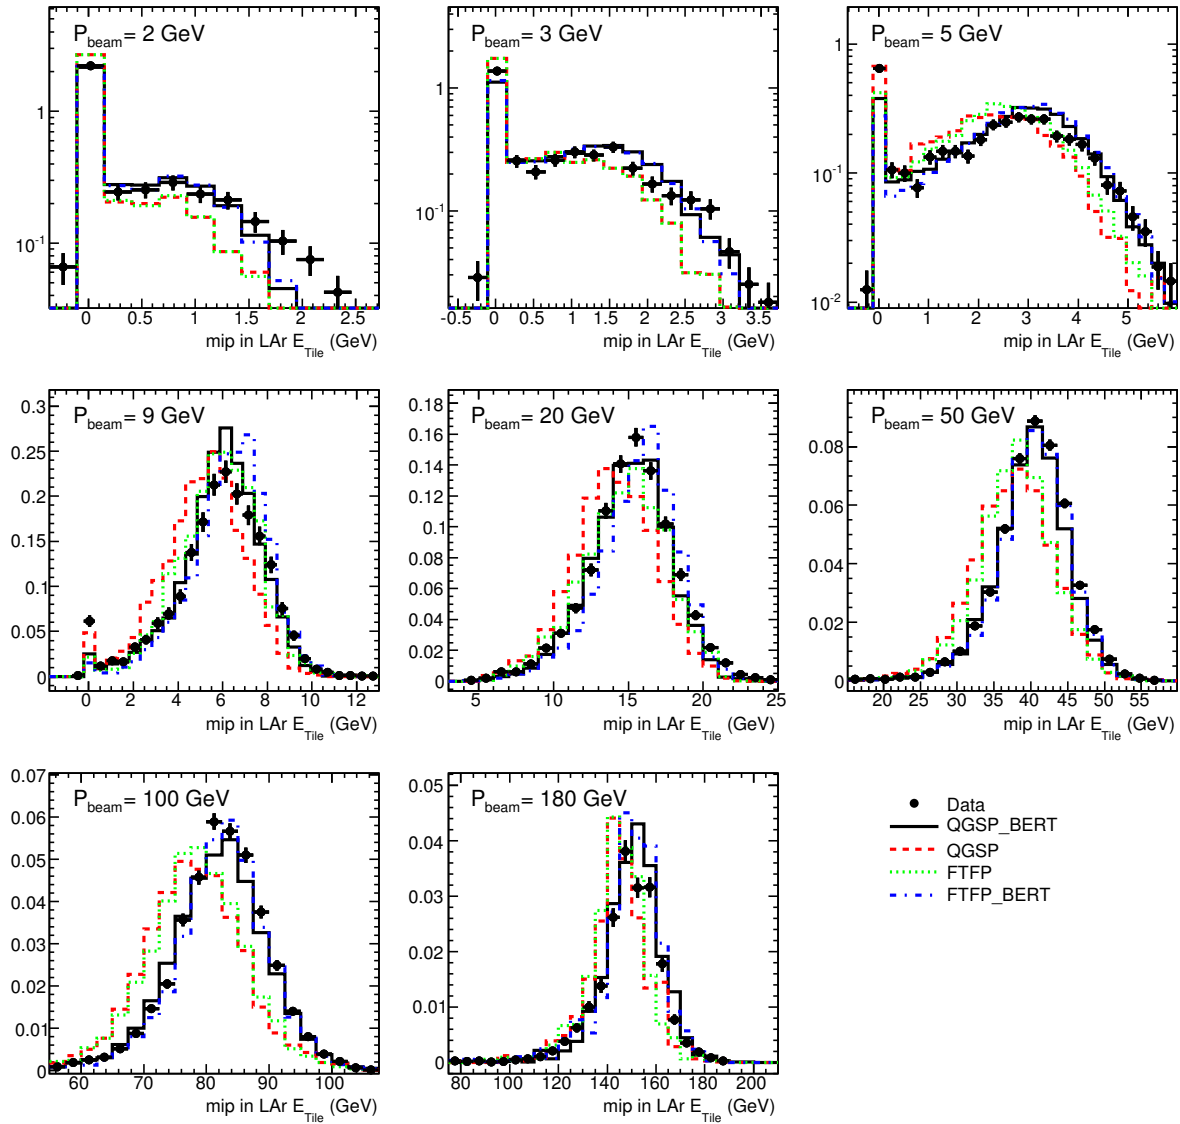 P_beam = 2 GeV
1
10^-1
0 0.5 1 1.5 2 2.5
mip in LAr E_Tile (GeV)
P_beam = 3 GeV
1
10^-1
-0.5 0 0.5 1 1.5 2 2.5 3 3.5
mip in LAr E_Tile (GeV)
P_beam = 5 GeV
1
10^-1
10^-2
0 1 2 3 4 5
mip in LAr E_Tile (GeV)
P_beam = 9 GeV
0.3
0.25
0.2
0.15
0.1
0.05
0
0 2 4 6 8 10 12
mip in LAr E_Tile (GeV)
P_beam = 20 GeV
0.18
0.16
0.14
0.12
0.1
0.08
0.06
0.04
0.02
0
5 10 15 20 25
mip in LAr E_Tile (GeV)
P_beam = 50 GeV
0.08
0.06
0.04
0.02
0
20 25 30 35 40 45 50 55
mip in LAr E_Tile (GeV)
P_beam = 100 GeV
0.07
0.06
0.05
0.04
0.03
0.02
0.01
0
60 70 80 90 100
mip in LAr E_Tile (GeV)
P_beam = 180 GeV
0.05
0.04
0.03
0.02
0.01
0
80 100 120 140 160 180 200
mip in LAr E_Tile (GeV)
Data
QGSP_BERT
QGSP
FTFP
FTFP_BERT